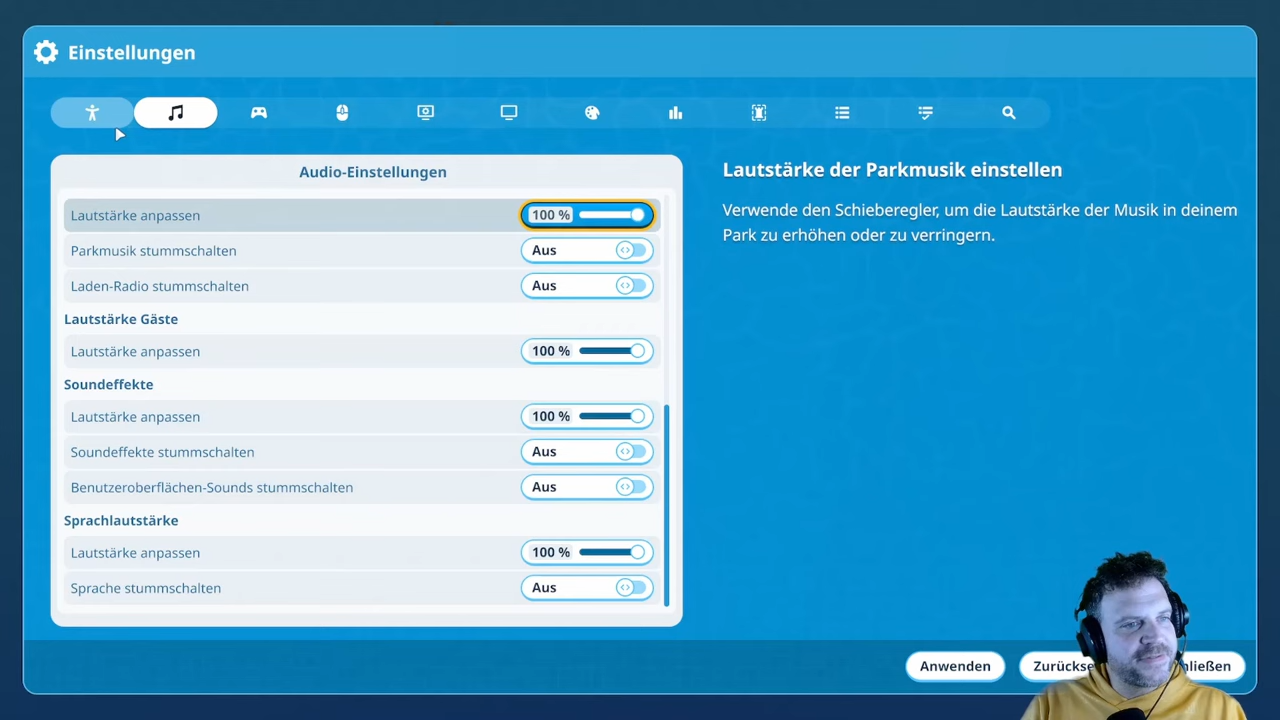 Einstellungen
Audio-Einstellungen
Lautstärke anpassen 100 %
Parkmusik stummschalten Aus
Laden-Radio stummschalten Aus
Lautstärke Gäste
Lautstärke anpassen 100 %
Soundeffekte
Lautstärke anpassen 100 %
Soundeffekte stummschalten Aus
Benutzeroberflächen-Sounds stummschalten Aus
Sprachlautstärke
Lautstärke anpassen 100 %
Sprache stummschalten Aus
Lautstärke der Parkmusik einstellen
Verwende den Schieberegler, um die Lautstärke der Musik in deinem
Park zu erhöhen oder zu verringern.
Anwenden